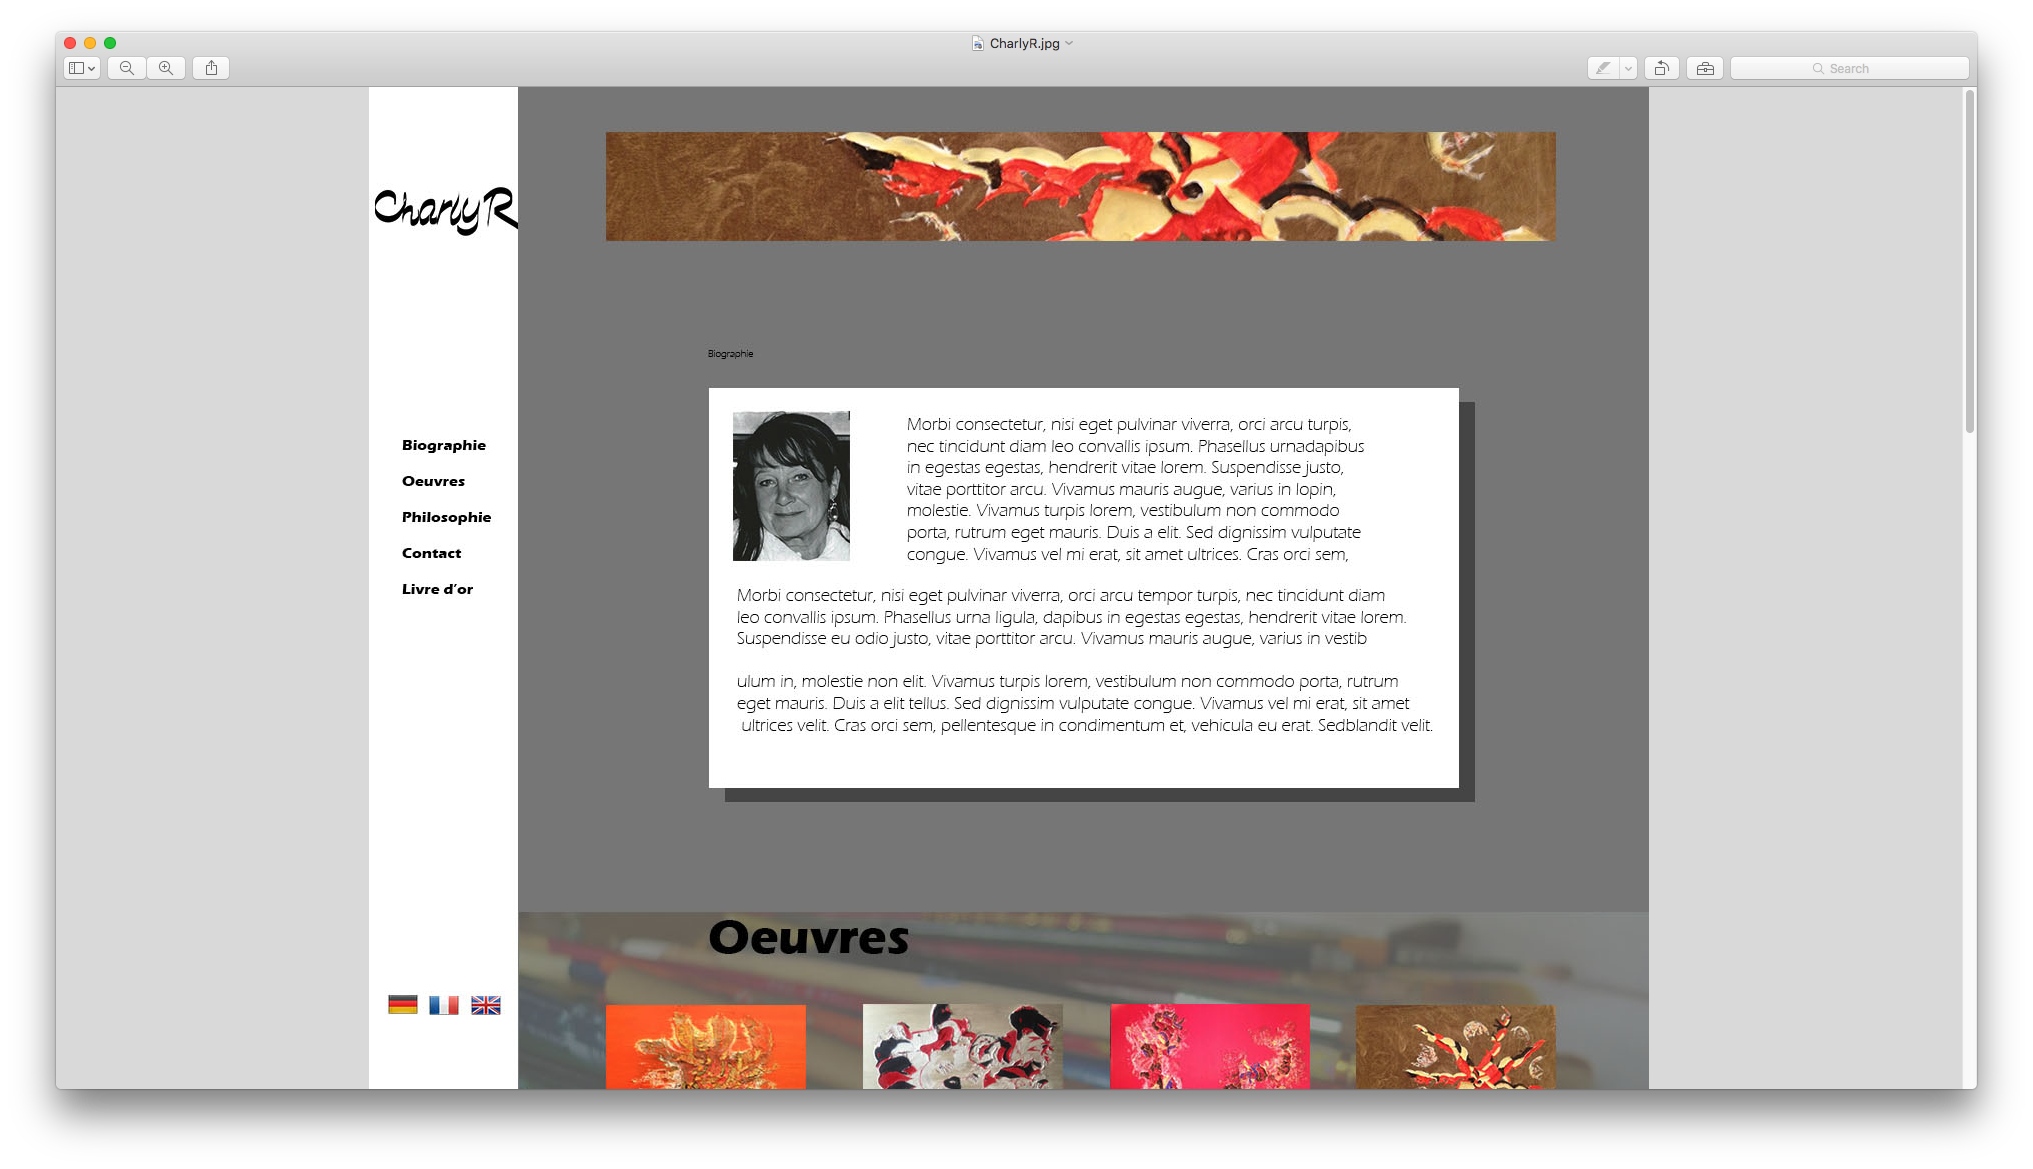 CharlyR.jpg
Search
CharlyR
Biographie
Oeuvres
Philosophie
Contact
Livre d'or
Biographie
Morbi consectetur, nisi eget pulvinar viverra, orci arcu turpis,
nec tincidunt diam leo convallis ipsum. Phasellus urnadapibus
in egestas egestas, hendrerit vitae lorem. Suspendisse justo,
vitae porttitor arcu. Vivamus mauris augue, varius in lopin,
molestie. Vivamus turpis lorem, vestibulum non commodo
porta, rutrum eget mauris. Duis a elit. Sed dignissim vulputate
congue. Vivamus vel mi erat, sit amet ultrices. Cras orci sem,
Morbi consectetur, nisi eget pulvinar viverra, orci arcu tempor turpis, nec tincidunt diam
leo convallis ipsum. Phasellus urna ligula, dapibus in egestas egestas, hendrerit vitae lorem.
Suspendisse eu odio justo, vitae porttitor arcu. Vivamus mauris augue, varius in vestib
ulum in, molestie non elit. Vivamus turpis lorem, vestibulum non commodo porta, rutrum
eget mauris. Duis a elit tellus. Sed dignissim vulputate congue. Vivamus vel mi erat, sit amet
ultrices velit. Cras orci sem, pellentesque in condimentum et, vehicula eu erat. Sedblandit velit.
Oeuvres